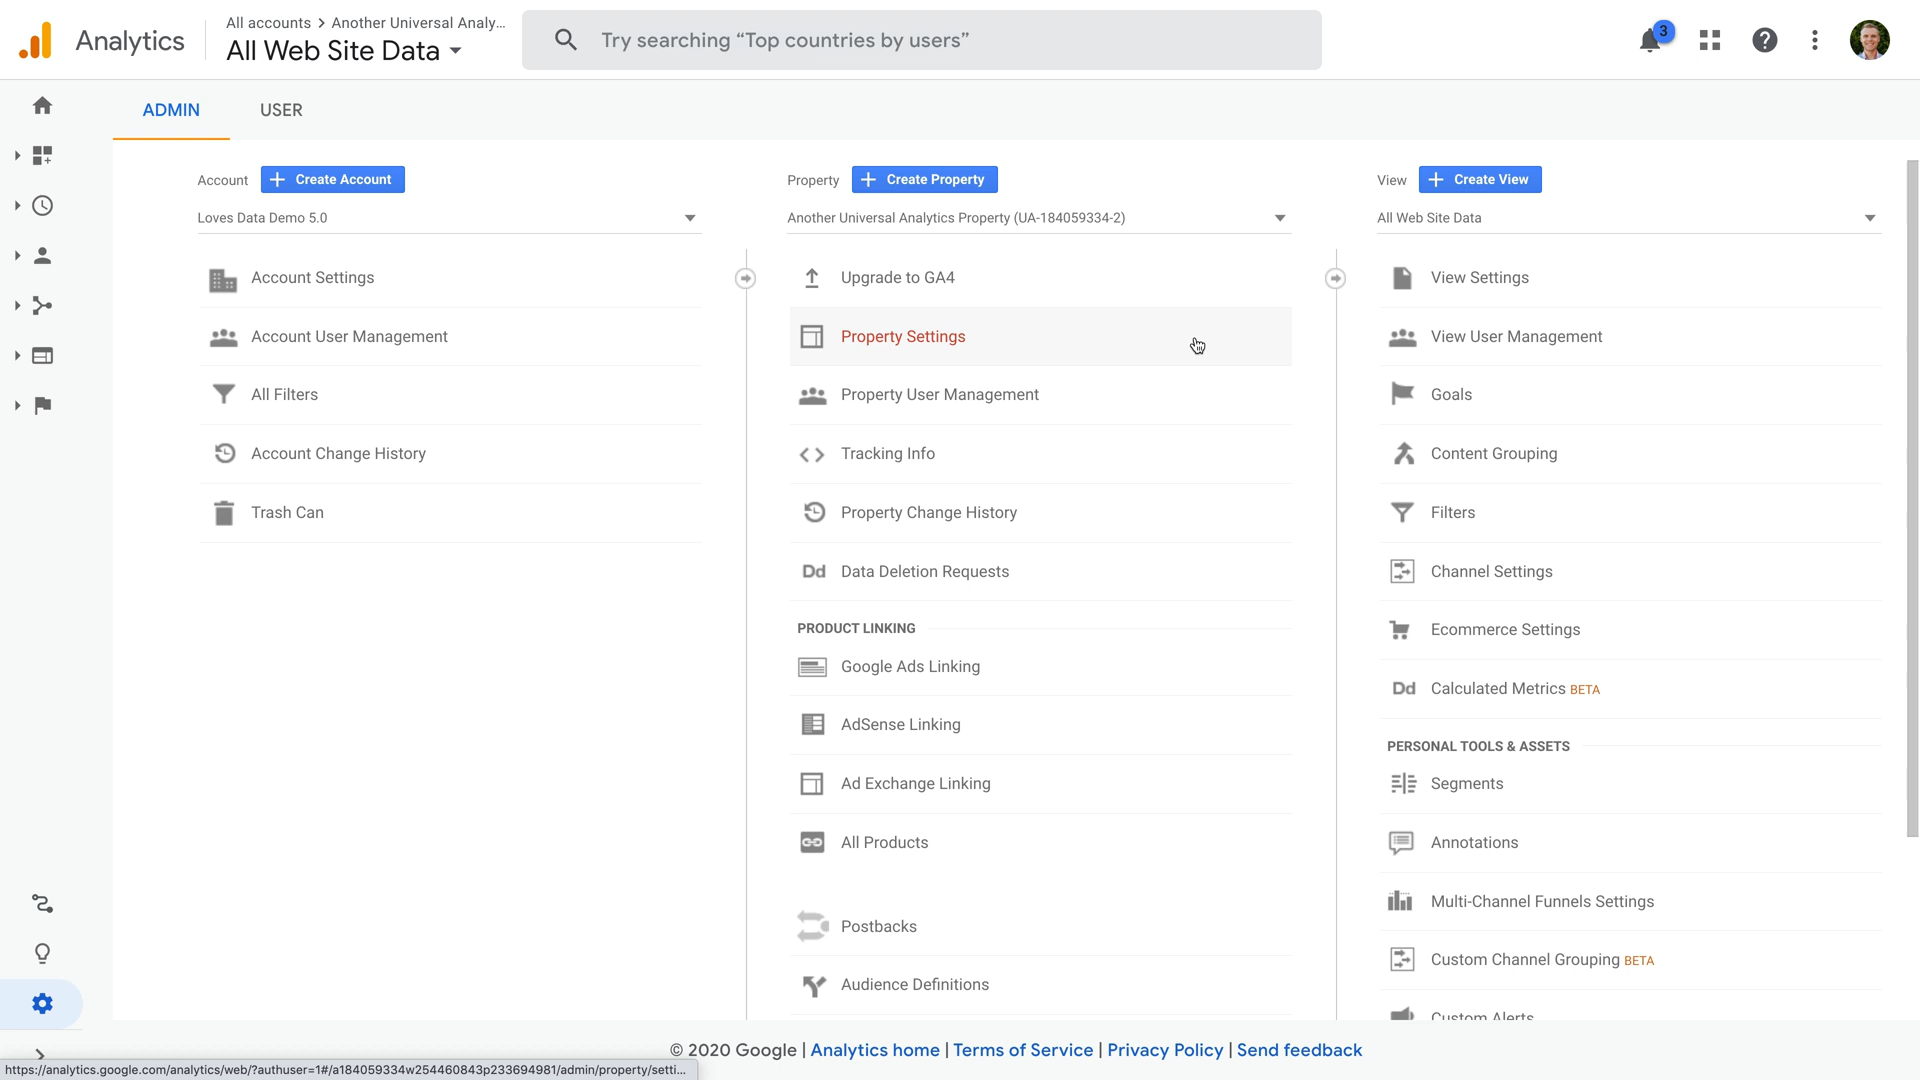 Analytics
All accounts > Another Universal Analy...
All Web Site Data
Try searching “Top countries by users”
3
ADMIN
USER
Account
Create Account
Loves Data Demo 5.0
Account Settings
Account User Management
All Filters
Account Change History
Trash Can
Property
Create Property
Another Universal Analytics Property (UA-184059334-2)
Upgrade to GA4
Property Settings
Property User Management
Tracking Info
Property Change History
Dd Data Deletion Requests
PRODUCT LINKING
Google Ads Linking
AdSense Linking
Ad Exchange Linking
All Products
Postbacks
Audience Definitions
View
Create View
All Web Site Data
View Settings
View User Management
Goals
Content Grouping
Filters
Channel Settings
Ecommerce Settings
Dd Calculated Metrics BETA
PERSONAL TOOLS & ASSETS
Segments
Annotations
Multi-Channel Funnels Settings
Custom Channel Grouping BETA
Custom Alerts
© 2020 Google | Analytics home | Terms of Service | Privacy Policy | Send feedback
https://analytics.google.com/analytics/web/?authuser=1#/a184059334w254460843p233694981/admin/property/setti...